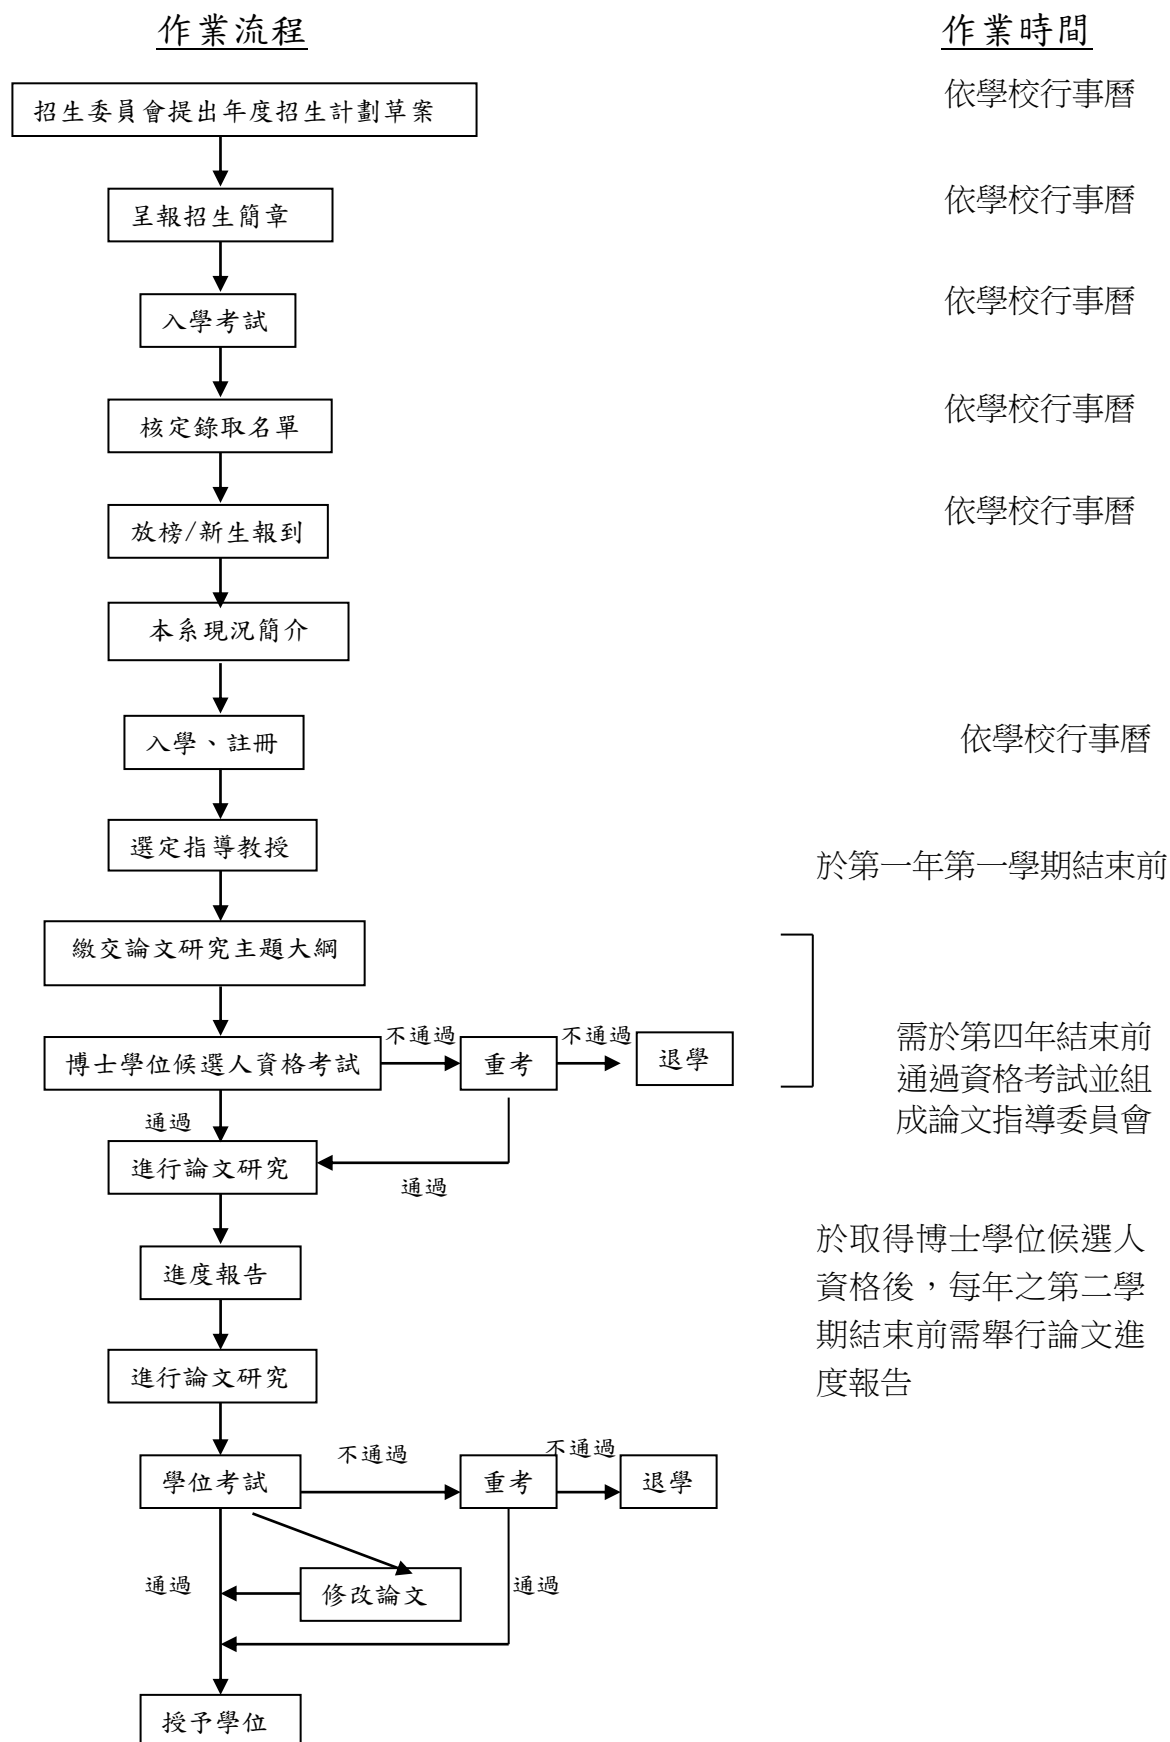 作業流程
作業時間
招生委員會提出年度招生計劃草案
依學校行事曆
呈報招生簡章
依學校行事曆
入學考試
依學校行事曆
核定錄取名單
依學校行事曆
放榜/新生報到
依學校行事曆
本系現況簡介
入學、註冊
依學校行事曆
選定指導教授
於第一年第一學期結束前
繳交論文研究主題大綱
博士學位候選人資格考試
不通過
重考
不通過
退學
需於第四年結束前
通過資格考試並組
成論文指導委員會
通過
進行論文研究
通過
進度報告
於取得博士學位候選人
資格後，每年之第二學
期結束前需舉行論文進
度報告
進行論文研究
學位考試
不通過
重考
不通過
退學
通過
修改論文
通過
授予學位